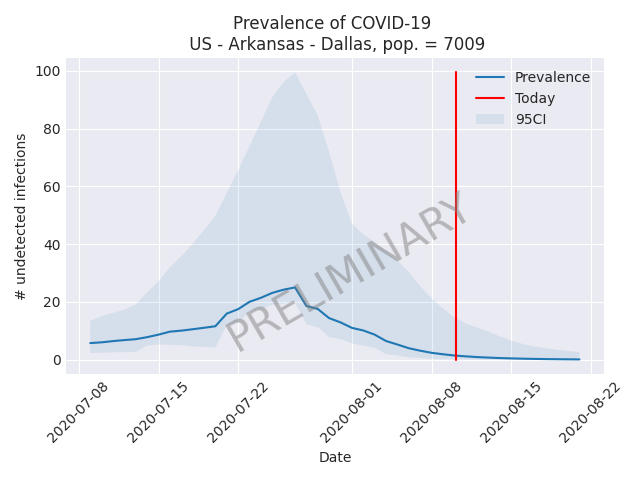 Prevalence of COVID-19
US - Arkansas - Dallas, pop. = 7009
# undetected infections
100
80
60
40
20
0
Prevalence
Today
95CI
PRELIMINARY
2020-07-08
2020-07-15
2020-07-22
2020-08-01
2020-08-08
2020-08-15
2020-08-22
Date